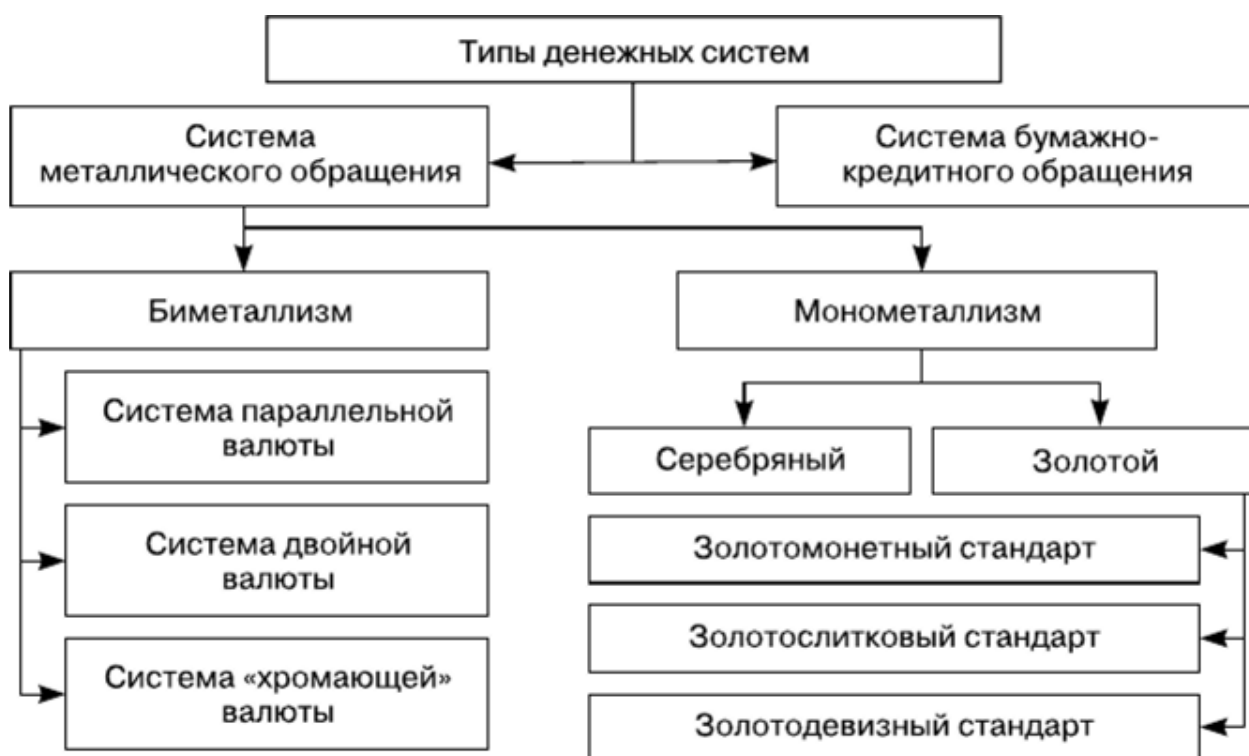 Типы денежных систем
Система
металлического обращения
Система бумажно-
кредитного обращения
Биметаллизм
Монометаллизм
Система параллельной
валюты
Система двойной
валюты
Система «хромающей»
валюты
Серебряный
Золотой
Золотомонетный стандарт
Золотослитковый стандарт
Золотодевизный стандарт